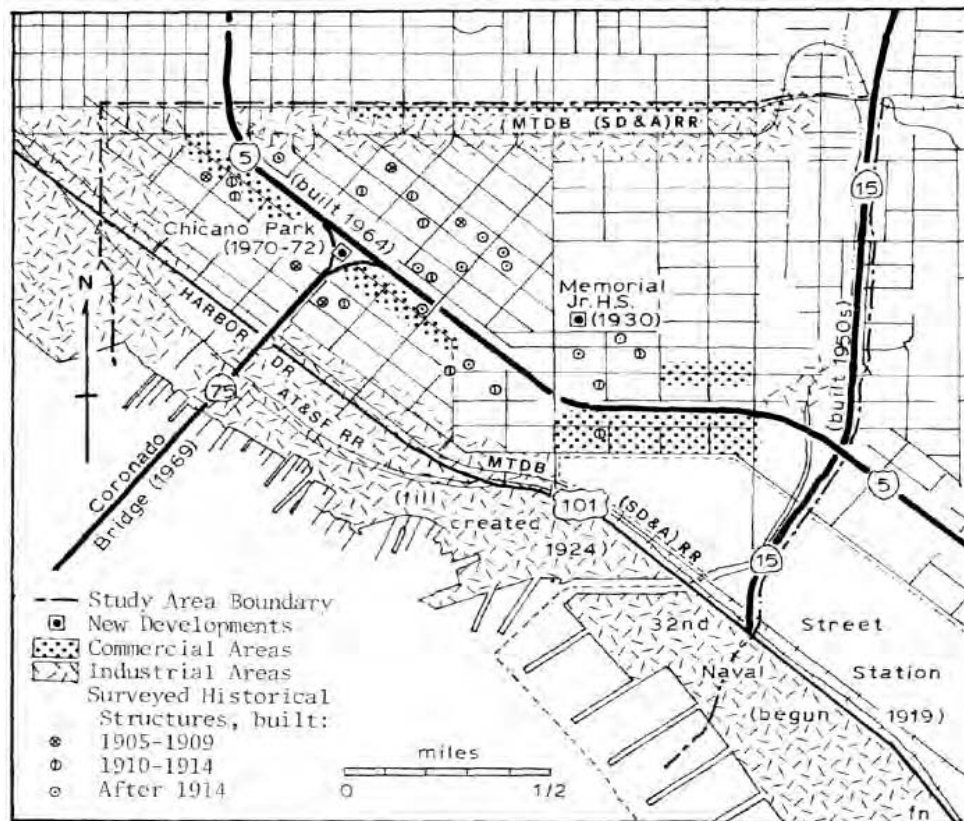 MTDB (SD&A)RR
5
(built 1964)
15
Chicano Park
(1970-72)
N
Memorial
Jr.H.S.
(1930)
HARBOR
DR
(built 1950s)
75
AT&SF RR
5
Coronado
Bridge (1969)
MTDB
(SD&A)RR
101
(fill
created
1924)
15
32nd
Street
Naval
Station
(begun
1919)
Study Area Boundary
New Developments
Commercial Areas
Industrial Areas
Surveyed Historical
Structures, built:
1905-1909
1910-1914
After 1914
miles
0 1/2
fn